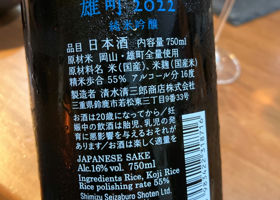 雄町 2022
純米吟醸
品目 日本酒 内容量750ml
原材米 岡山・雄町全量使用
原材料名 米(国産)、米麹(国産米)
精米歩合 55% アルコール分 16度
製造者 清水清三郎商店株式会社
三重県鈴鹿市若松東三丁目9番33号
お酒は20歳になってから/妊
娠中の飲酒は胎児、乳児の発
育に悪影響を与えるおそれが
あります/お酒は楽しく適量を
JAPANESE SAKE
Alc.16% vol. 750ml
Ingredients Rice, Koji Rice
Rice polishing rate 55%
Shimizu Seizaburo Shoten Ltd.